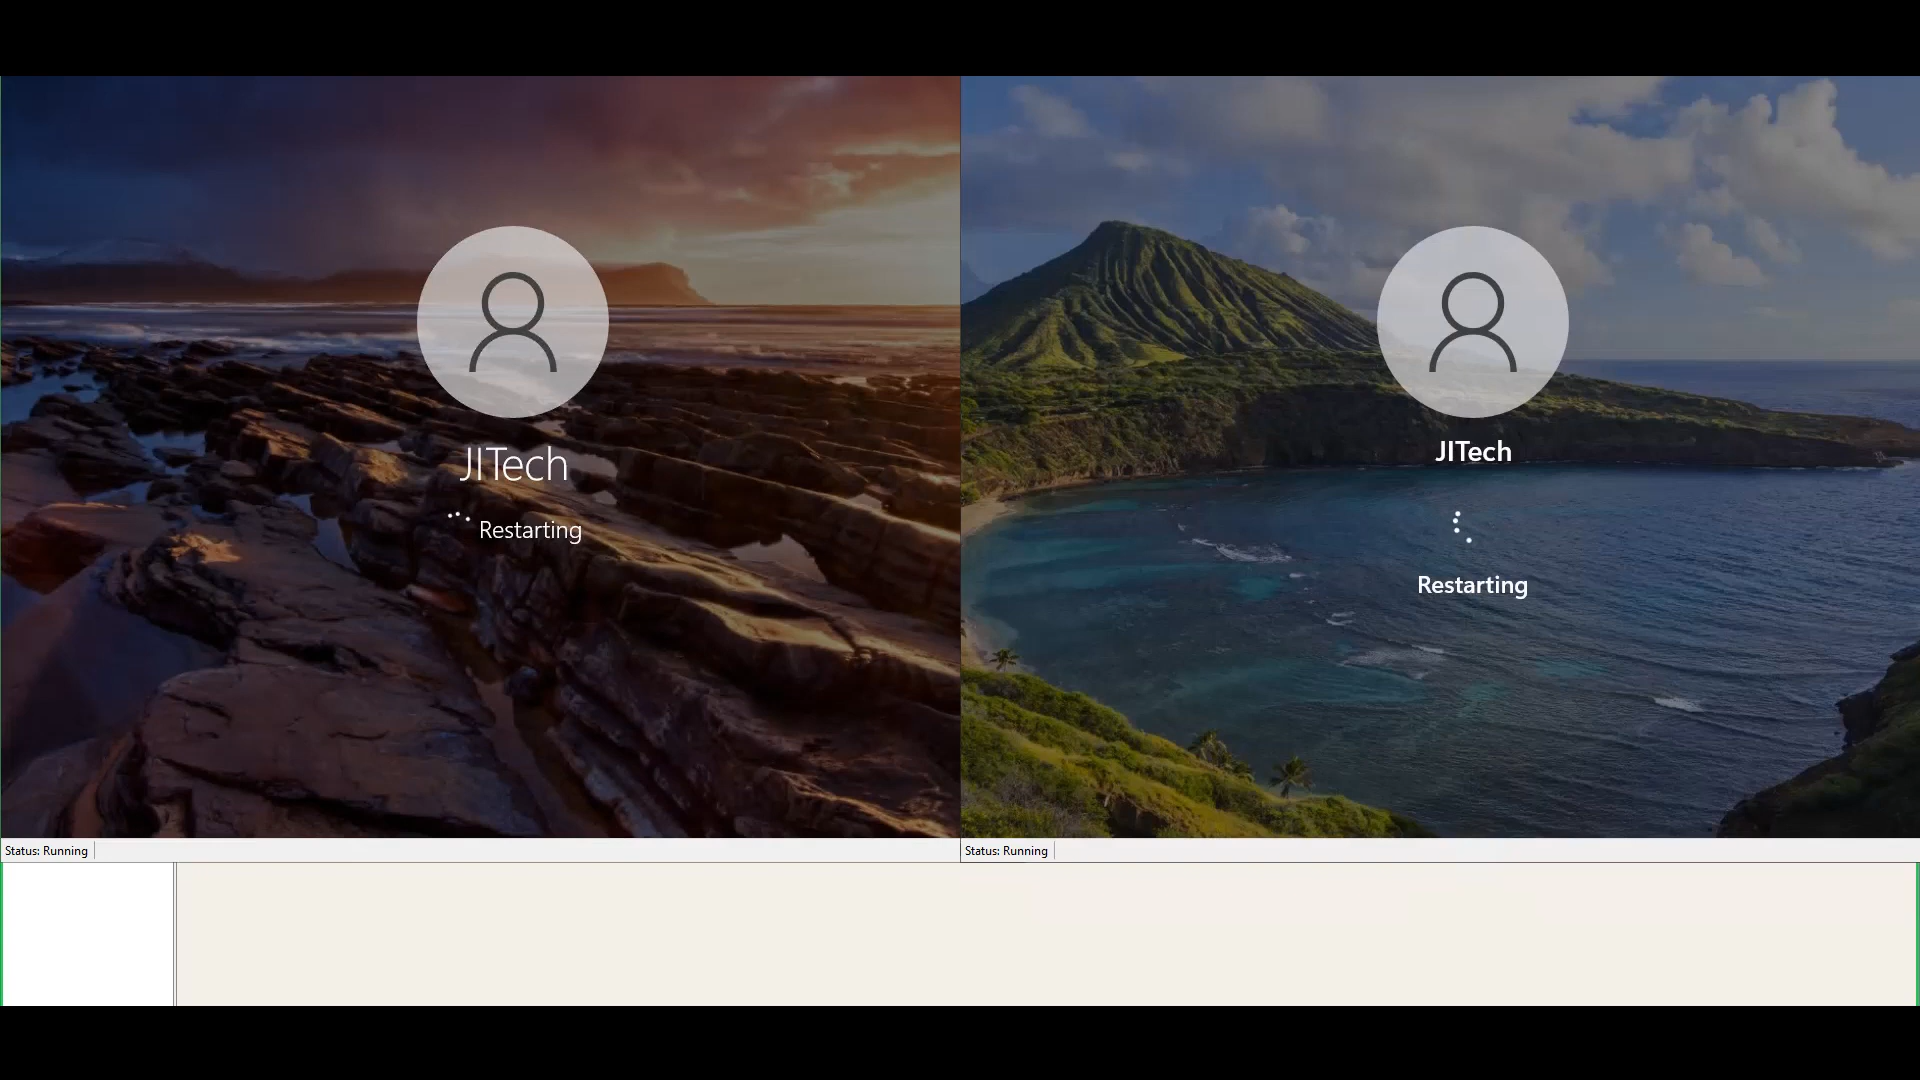 JITech
Restarting
Status: Running
JITech
Restarting
Status: Running